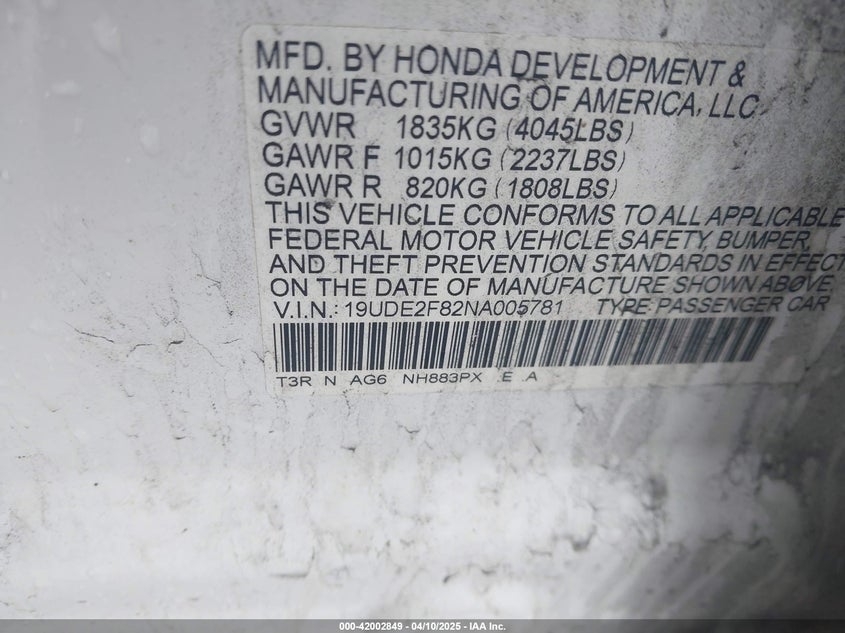 MFD. BY HONDA DEVELOPMENT &
MANUFACTURING OF AMERICA, LLC
GVWR 1835KG (4045LBS)
GAWR F 1015KG (2237LBS)
GAWR R 820KG (1808LBS)
THIS VEHICLE CONFORMS TO ALL APPLICABLE
FEDERAL MOTOR VEHICLE SAFETY, BUMPER,
AND THEFT PREVENTION STANDARDS IN EFFECT
ON THE DATE OF MANUFACTURE SHOWN ABOVE.
V.I.N.: 19UDE2F82NA005781 TYPE: PASSENGER CAR
T3R N AG6 NH883PX E A
000-42002849 - 04/10/2025 - IAA Inc.